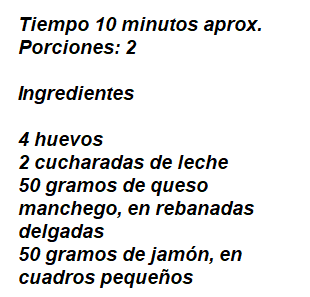 Tiempo 10 minutos aprox.
Porciones: 2
Ingredientes
4 huevos
2 cucharadas de leche
50 gramos de queso
manchego, en rebanadas
delgadas
50 gramos de jamón, en
cuadros pequeños